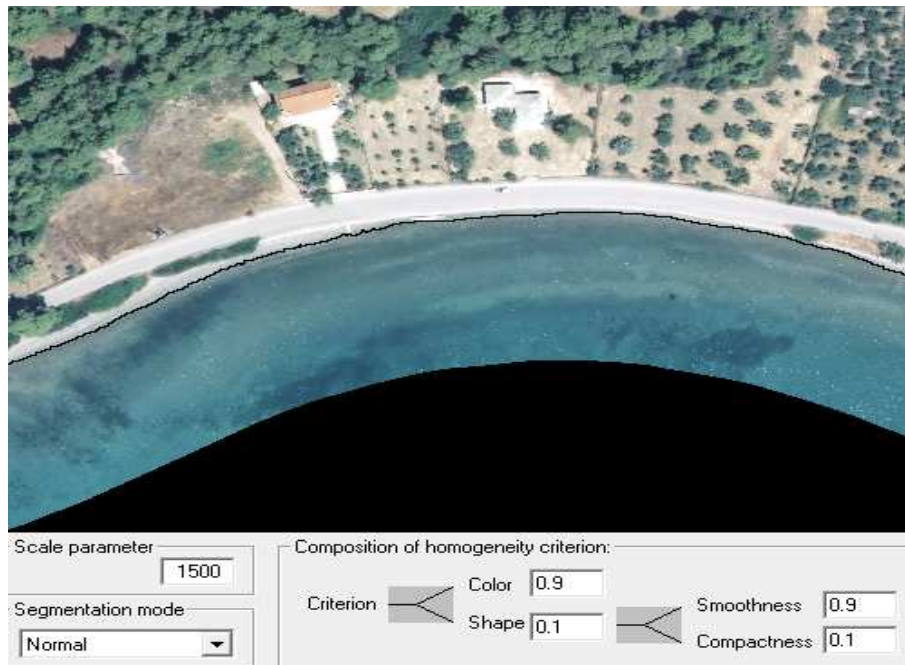 Scale parameter
1500
Segmentation mode
Normal
Composition of homogeneity criterion:
Criterion
Color 0.9
Shape 0.1
Smoothness 0.9
Compactness 0.1